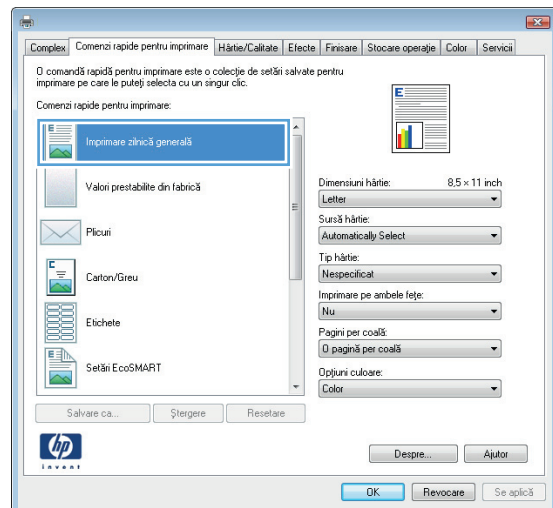 Complex Comenzi rapide pentru imprimare Hârtie/Calitate Efecte Finisare Stocare operaţie Color Servicii
O comandă rapidă pentru imprimare este o colecţie de setări salvate pentru
imprimare pe care le puteţi selecta cu un singur clic.
Comenzi rapide pentru imprimare:
Imprimare zilnică generală
Valori prestabilite din fabrică
Plicuri
Carton/Greu
Etichete
Setări EcoSMART
Salvare ca... Ştergere Resetare
E
Dimensiuni hârtie: 8,5 × 11 inch
Letter
Sursă hârtie:
Automatically Select
Tip hârtie:
Nespecificat
Imprimare pe ambele feţe:
Nu
Pagini per coală:
O pagină per coală
Opţiuni culoare:
Color
hp
invent
Despre... Ajutor
OK Revocare Se aplică